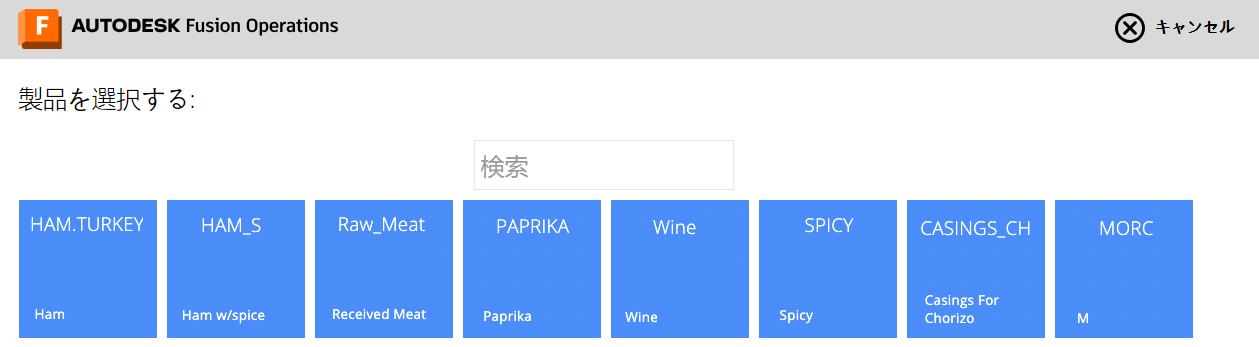 F AUTODESK Fusion Operations キャンセル
製品を選択する:
検索
HAM.TURKEY HAM_S Raw_Meat PAPRIKA Wine SPICY CASINGS_CH MORC
Ham Ham w/spice Received Meat Paprika Wine Spicy Casings For Chorizo M